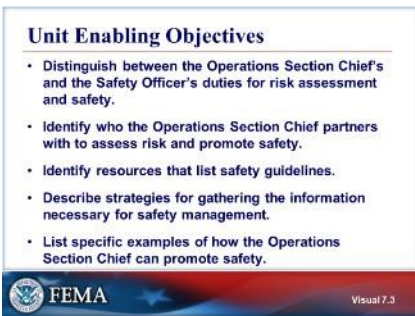 Unit Enabling Objectives
• Distinguish between the Operations Section Chief's
and the Safety Officer's duties for risk assessment
and safety.
• Identify who the Operations Section Chief partners
with to assess risk and promote safety.
• Identify resources that list safety guidelines.
• Describe strategies for gathering the information
necessary for safety management.
• List specific examples of how the Operations
Section Chief can promote safety.
FEMA
Visual 7.3